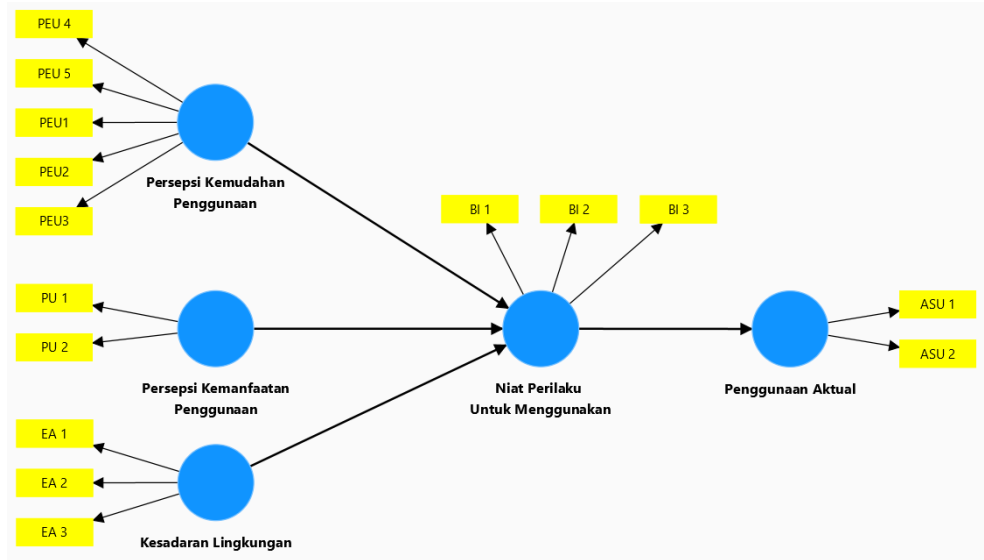 PEU 4
PEU 5
PEU1
PEU2
PEU3
Persepsi Kemudahan
Penggunaan
PU 1
PU 2
Persepsi Kemanfaatan
Penggunaan
EA 1
EA 2
EA 3
Kesadaran Lingkungan
BI 1
BI 2
BI 3
Niat Perilaku
Untuk Menggunakan
Penggunaan Aktual
ASU 1
ASU 2